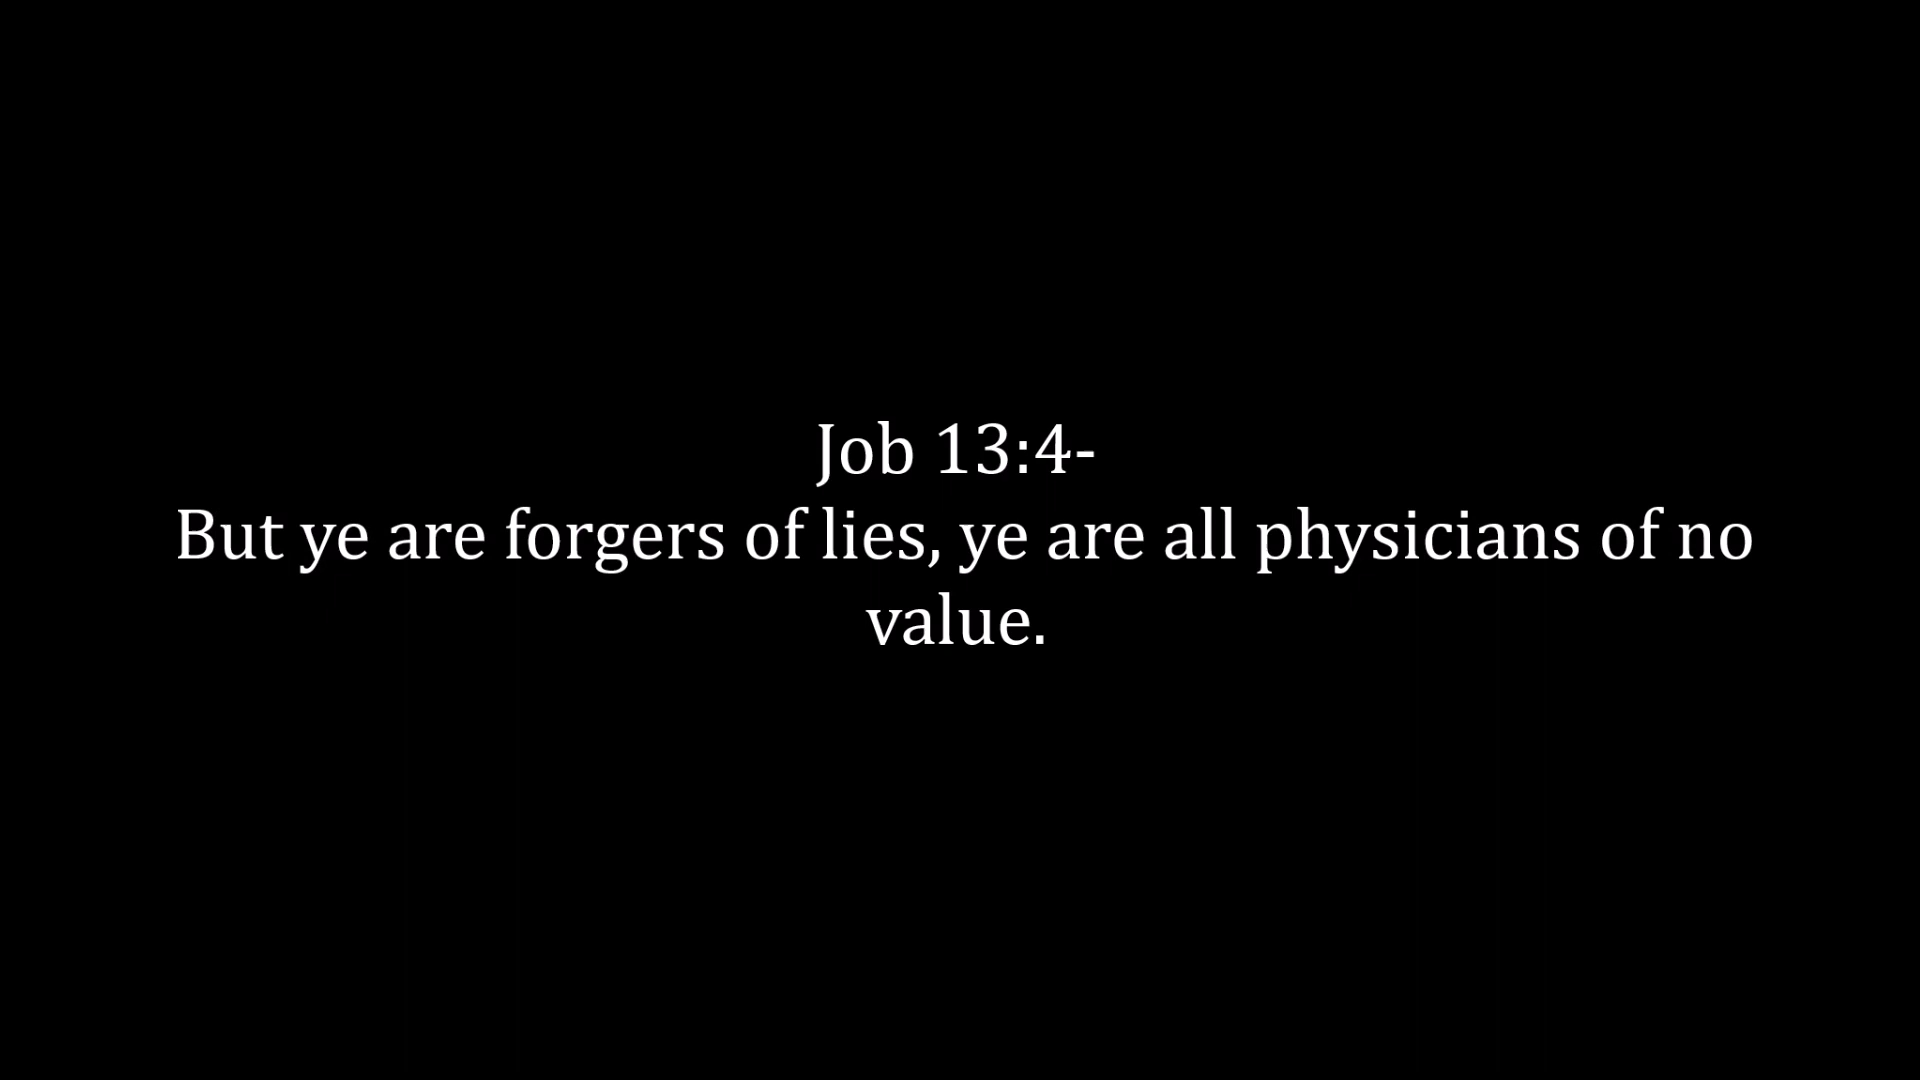 Job 13:4-
But ye are forgers of lies, ye are all physicians of no
value.